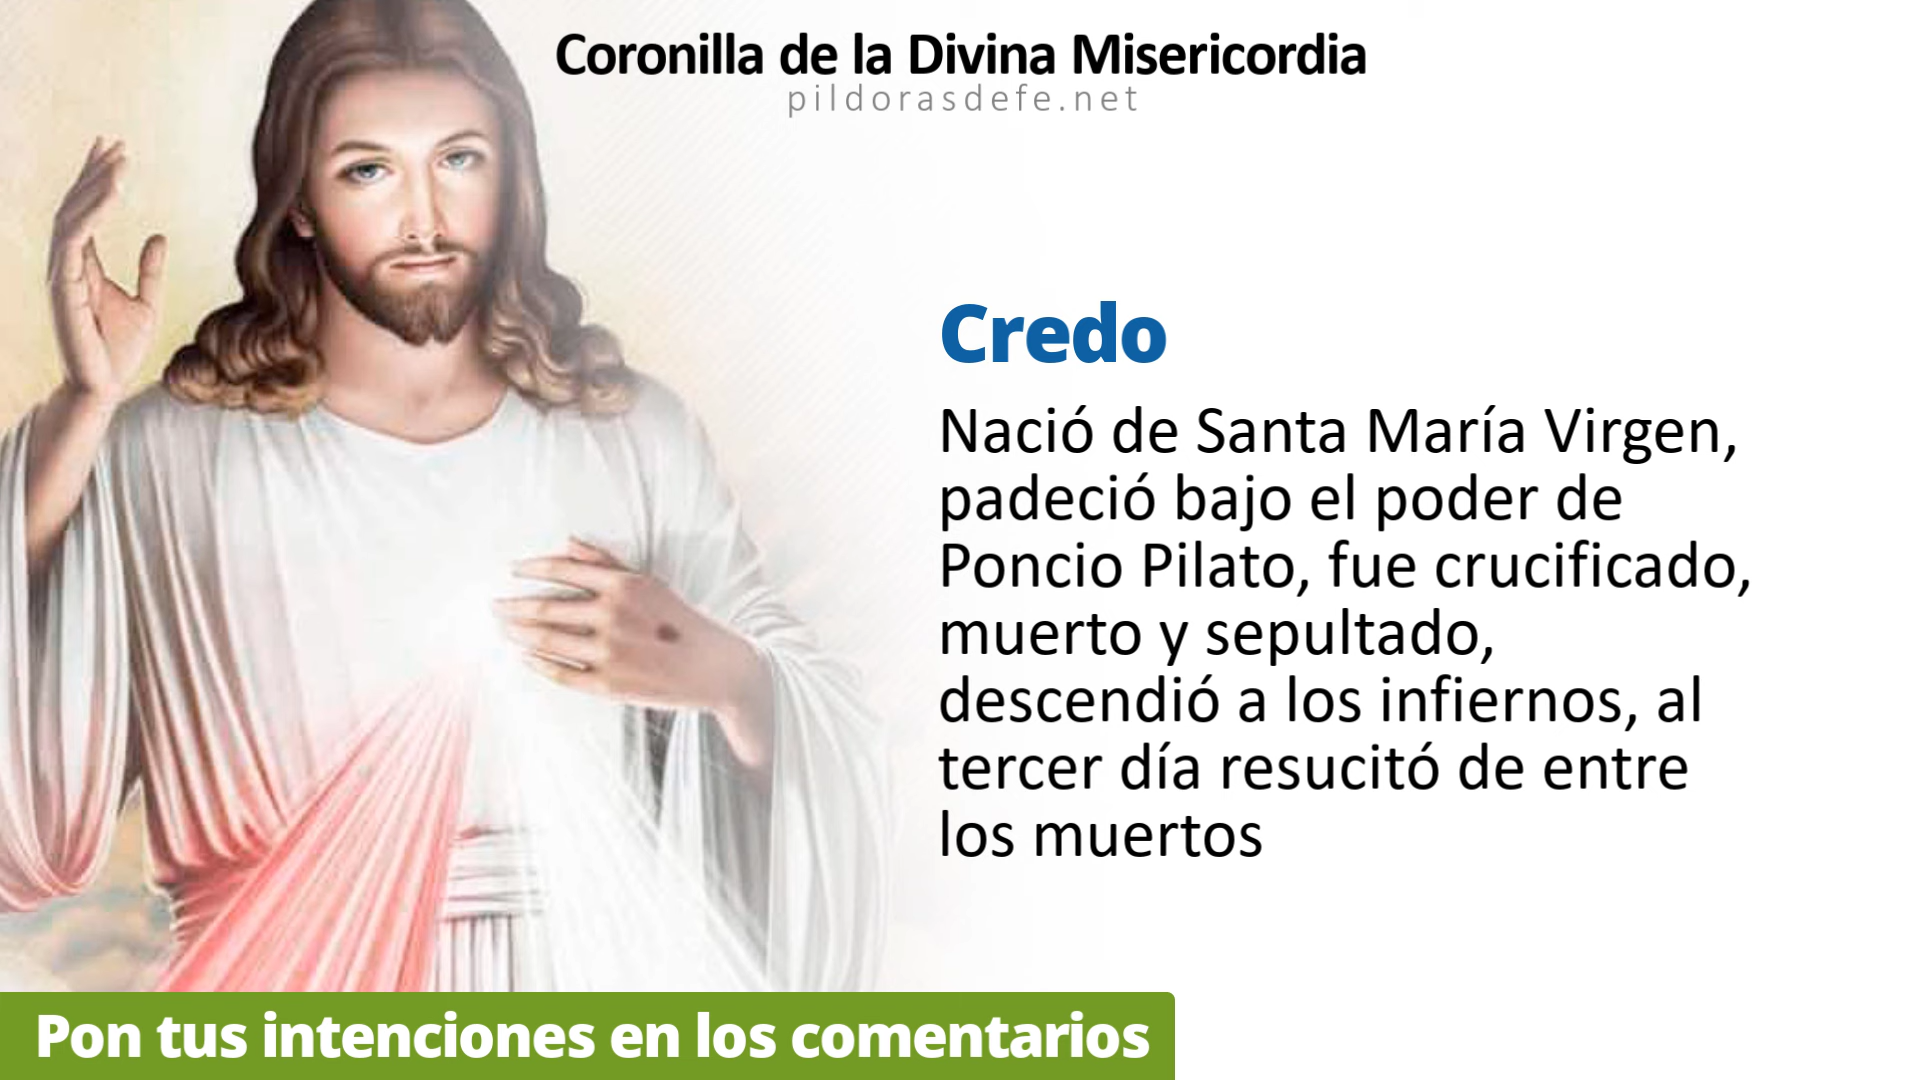 Coronilla de la Divina Misericordia
pildorasdefe.net
Credo
Nació de Santa María Virgen,
padeció bajo el poder de
Poncio Pilato, fue crucificado,
muerto y sepultado,
descendió a los infiernos, al
tercer día resucitó de entre
los muertos
Pon tus intenciones en los comentarios